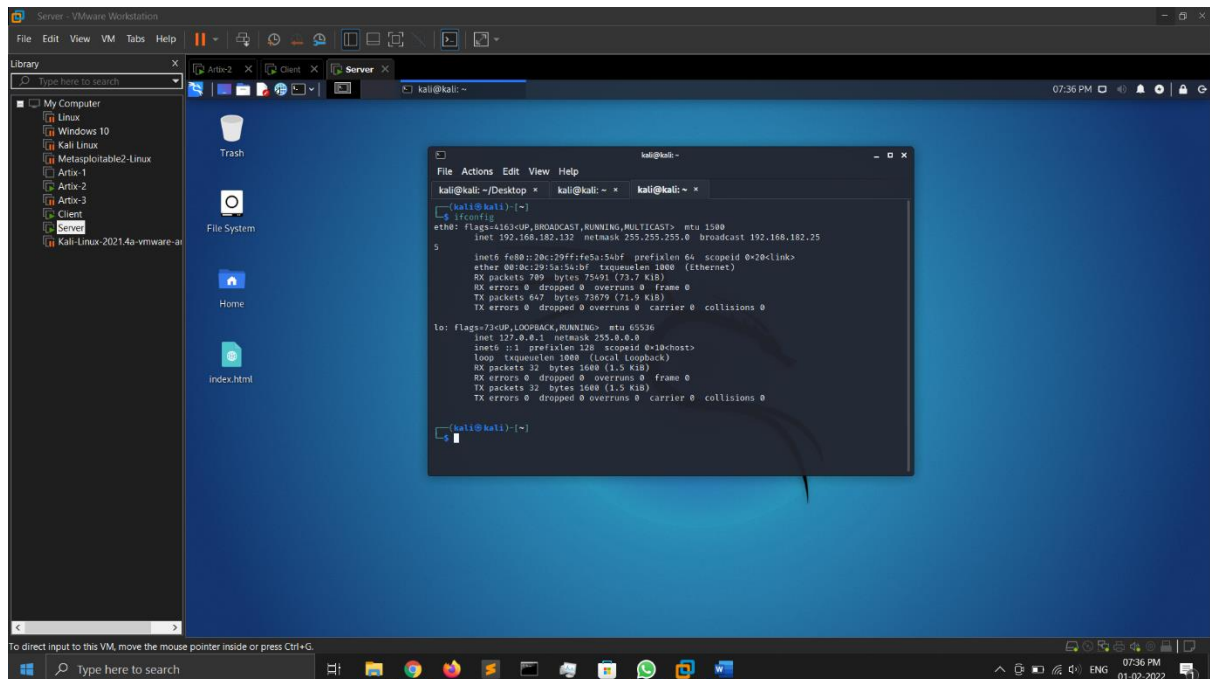 Server - VMware Workstation
File Edit View VM Tabs Help
Library
Type here to search
My Computer
Linux
Windows 10
Kali Linux
Metasploitable2-Linux
Artix-1
Artix-2
Artix-3
Client
Server
Kali-Linux-2021.4a-vmware-a
Artix-2 Client Server
kali@kali: ~
07:36 PM
Trash
File System
Home
index.html
kali@kali: ~
File Actions Edit View Help
kali@kali: ~/Desktop kali@kali: ~ kali@kali: ~
┌──(kali㉿kali)-[~]
└─$ ifconfig
eth0: flags=4163<UP,BROADCAST,RUNNING,MULTICAST> mtu 1500
inet 192.168.182.132 netmask 255.255.255.0 broadcast 192.168.182.25
5
inet6 fe80::20c:29ff:fe5a:54bf prefixlen 64 scopeid 0×20<link>
ether 00:0c:29:5a:54:bf txqueuelen 1000 (Ethernet)
RX packets 709 bytes 75491 (73.7 KiB)
RX errors 0 dropped 0 overruns 0 frame 0
TX packets 647 bytes 73679 (71.9 KiB)
TX errors 0 dropped 0 overruns 0 carrier 0 collisions 0
lo: flags=73<UP,LOOPBACK,RUNNING> mtu 65536
inet 127.0.0.1 netmask 255.0.0.0
inet6 ::1 prefixlen 128 scopeid 0×10<host>
loop txqueuelen 1000 (Local Loopback)
RX packets 32 bytes 1600 (1.5 KiB)
RX errors 0 dropped 0 overruns 0 frame 0
TX packets 32 bytes 1600 (1.5 KiB)
TX errors 0 dropped 0 overruns 0 carrier 0 collisions 0
┌──(kali㉿kali)-[~]
└─$
To direct input to this VM, move the mouse pointer inside or press Ctrl+G.
Type here to search
ENG
07:36 PM
01-02-2022